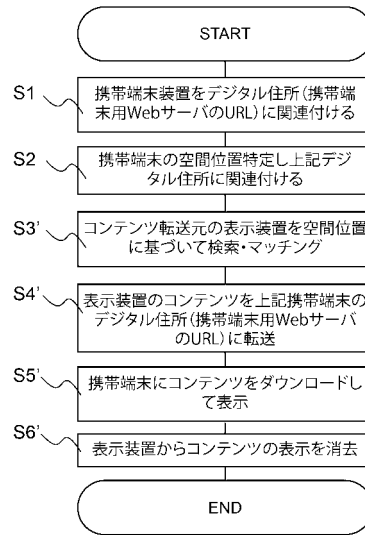 START
S1
携帯端末装置をデジタル住所(携帯端
末用WebサーバのURL)に関連付ける
S2
携帯端末の空間位置特定し上記デジ
タル住所に関連付ける
S3'
コンテンツ転送元の表示装置を空間位置
に基づいて検索・マッチング
S4'
表示装置のコンテンツを上記携帯端末の
デジタル住所(携帯端末用Webサーバ
のURL)に転送
S5'
携帯端末にコンテンツをダウンロードし
て表示
S6'
表示装置からコンテンツの表示を消去
END